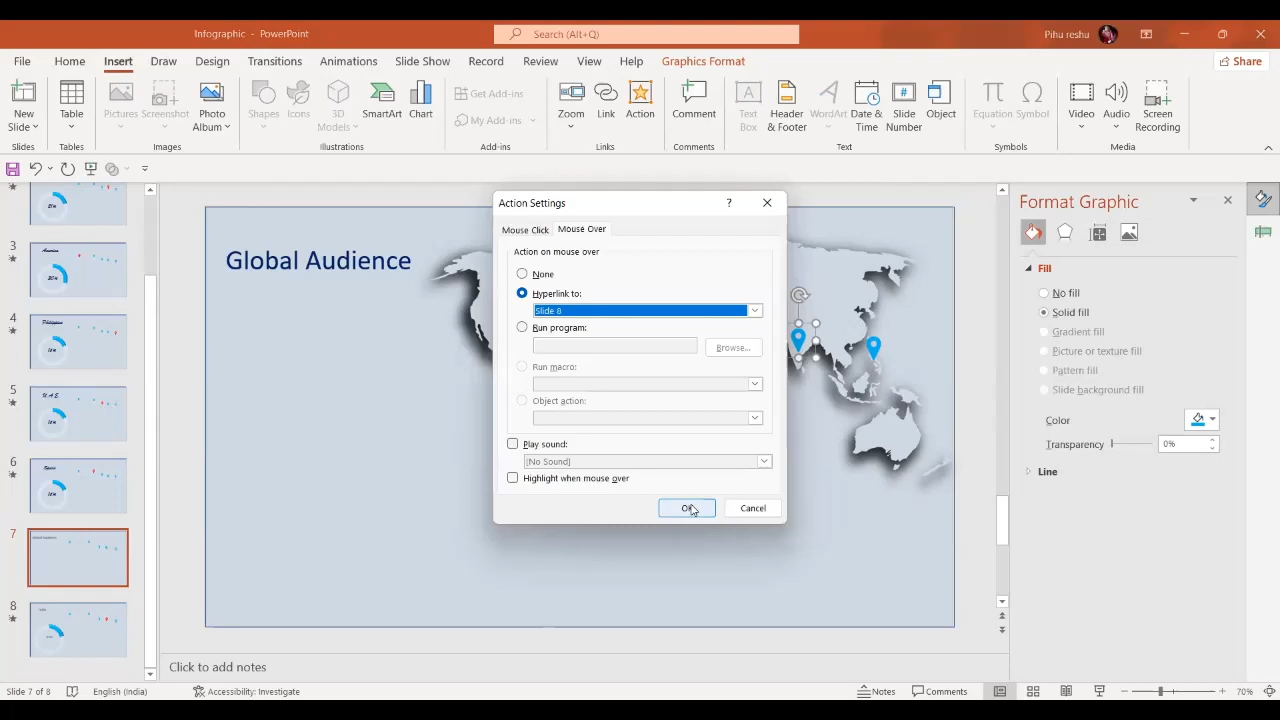 Infographic - PowerPoint
Search (Alt+Q)
Pihu reshu
File Home Insert Draw Design Transitions Animations Slide Show Record Review View Help Graphics Format
Share
New Slide
Table
Pictures
Screenshot
Photo Album
Shapes
Icons
3D Models
SmartArt
Chart
Get Add-ins
My Add-ins
Zoom
Link
Action
Comment
Text Box
Header & Footer
WordArt
Date & Time
Slide Number
Object
Equation
Symbol
Video
Audio
Screen Recording
Slides Tables Images Illustrations Add-ins Links Comments Text Symbols Media
3
4
5
6
7
8
Global Audience
Action Settings
?
Mouse Click Mouse Over
Action on mouse over
None
Hyperlink to:
Slide 8
Run program:
Browse...
Run macro:
Object action:
Play sound:
[No Sound]
Highlight when mouse over
OK
Cancel
Format Graphic
Fill
No fill
Solid fill
Gradient fill
Picture or texture fill
Pattern fill
Slide background fill
Color
Transparency
0%
Line
Click to add notes
Slide 7 of 8
English (India)
Accessibility: Investigate
Notes
Comments
70%